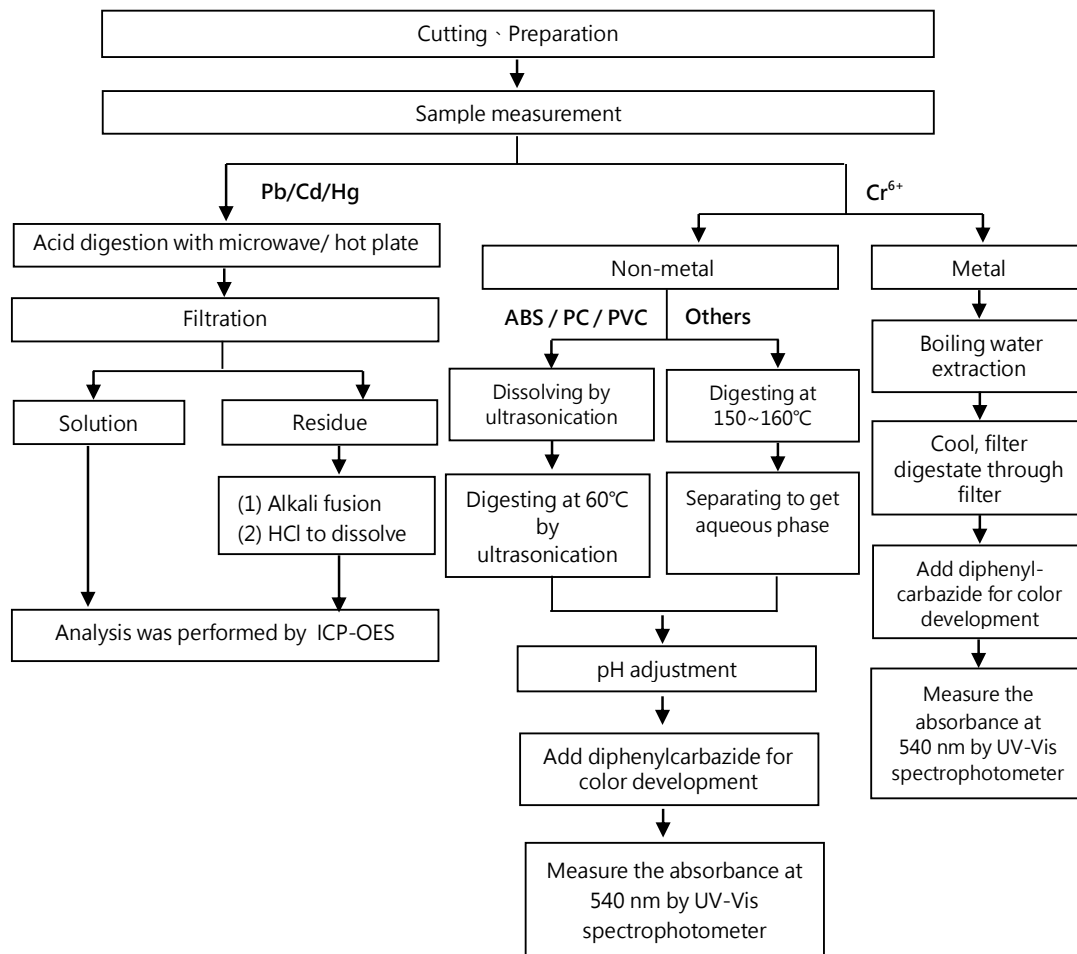 Cutting、Preparation
Sample measurement
Pb/Cd/Hg
Cr⁶⁺
Acid digestion with microwave/ hot plate
Filtration
Solution
Residue
(1) Alkali fusion
(2) HCl to dissolve
Analysis was performed by ICP-OES
Non-metal
ABS / PC / PVC
Others
Dissolving by
ultrasonication
Digesting at 60℃
by
ultrasonication
Digesting at
150~160℃
Separating to get
aqueous phase
pH adjustment
Add diphenylcarbazide for
color development
Measure the absorbance at
540 nm by UV-Vis
spectrophotometer
Metal
Boiling water
extraction
Cool, filter
digestate through
filter
Add diphenyl-
carbazide for color
development
Measure the
absorbance at
540 nm by UV-Vis
spectrophotometer